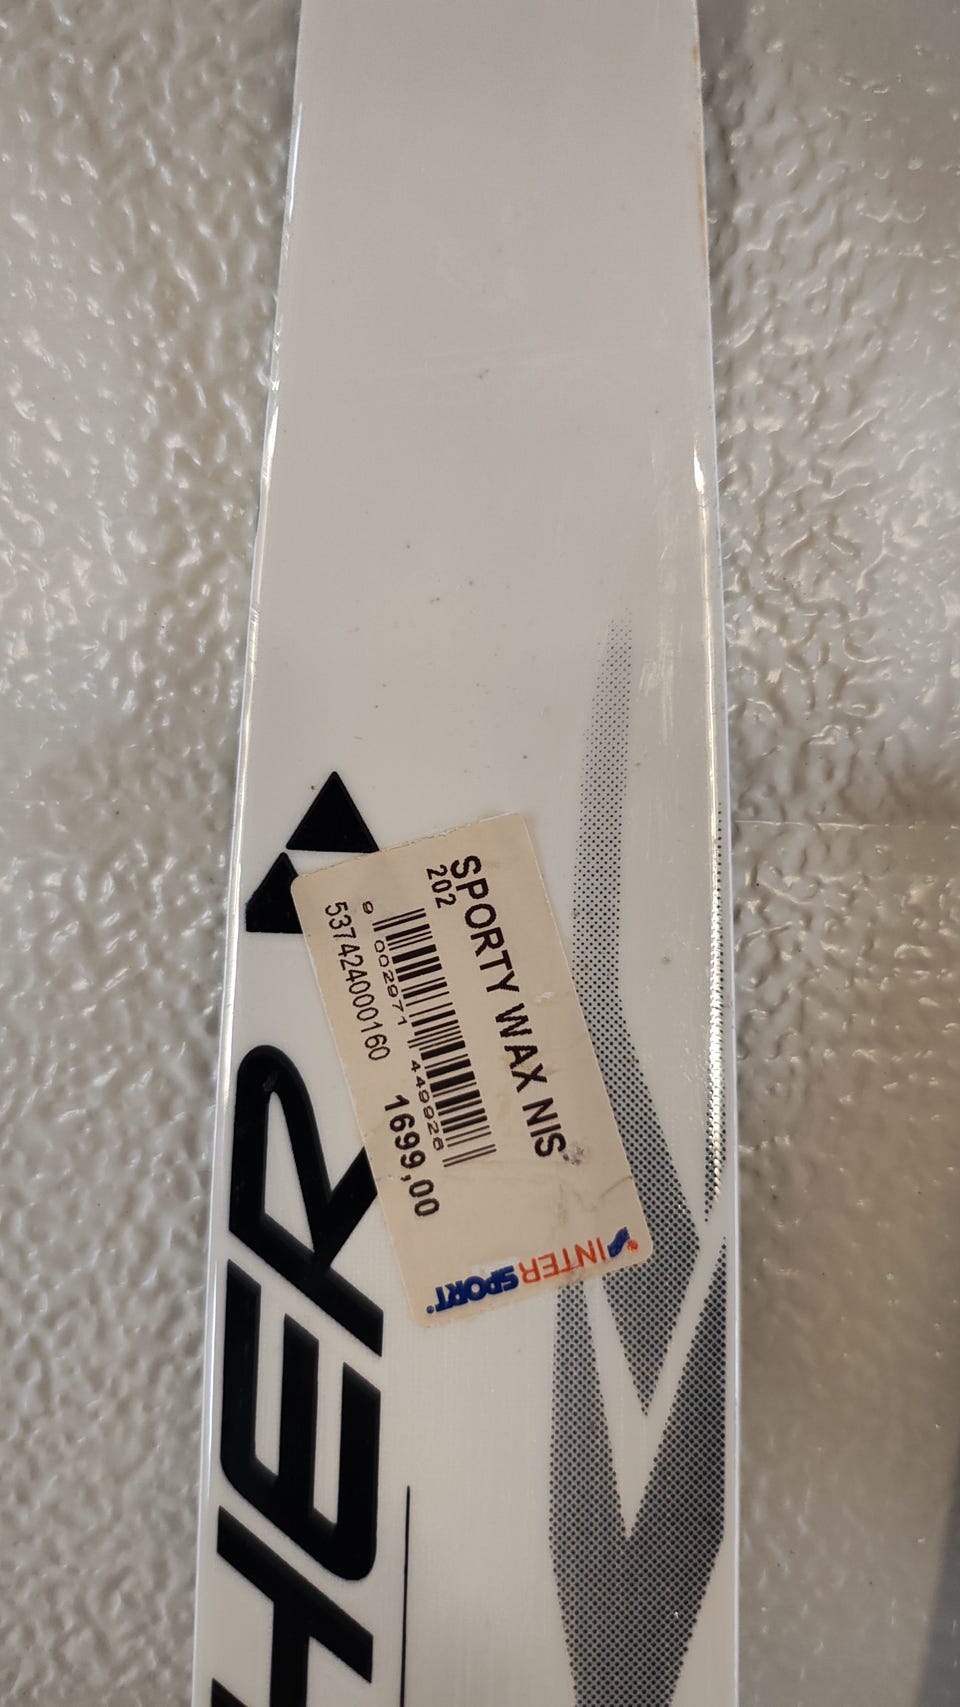 SPORTY WAX NIS
202
9 002971 449926
537424000160
1699,00
INTERSPORT®
HER